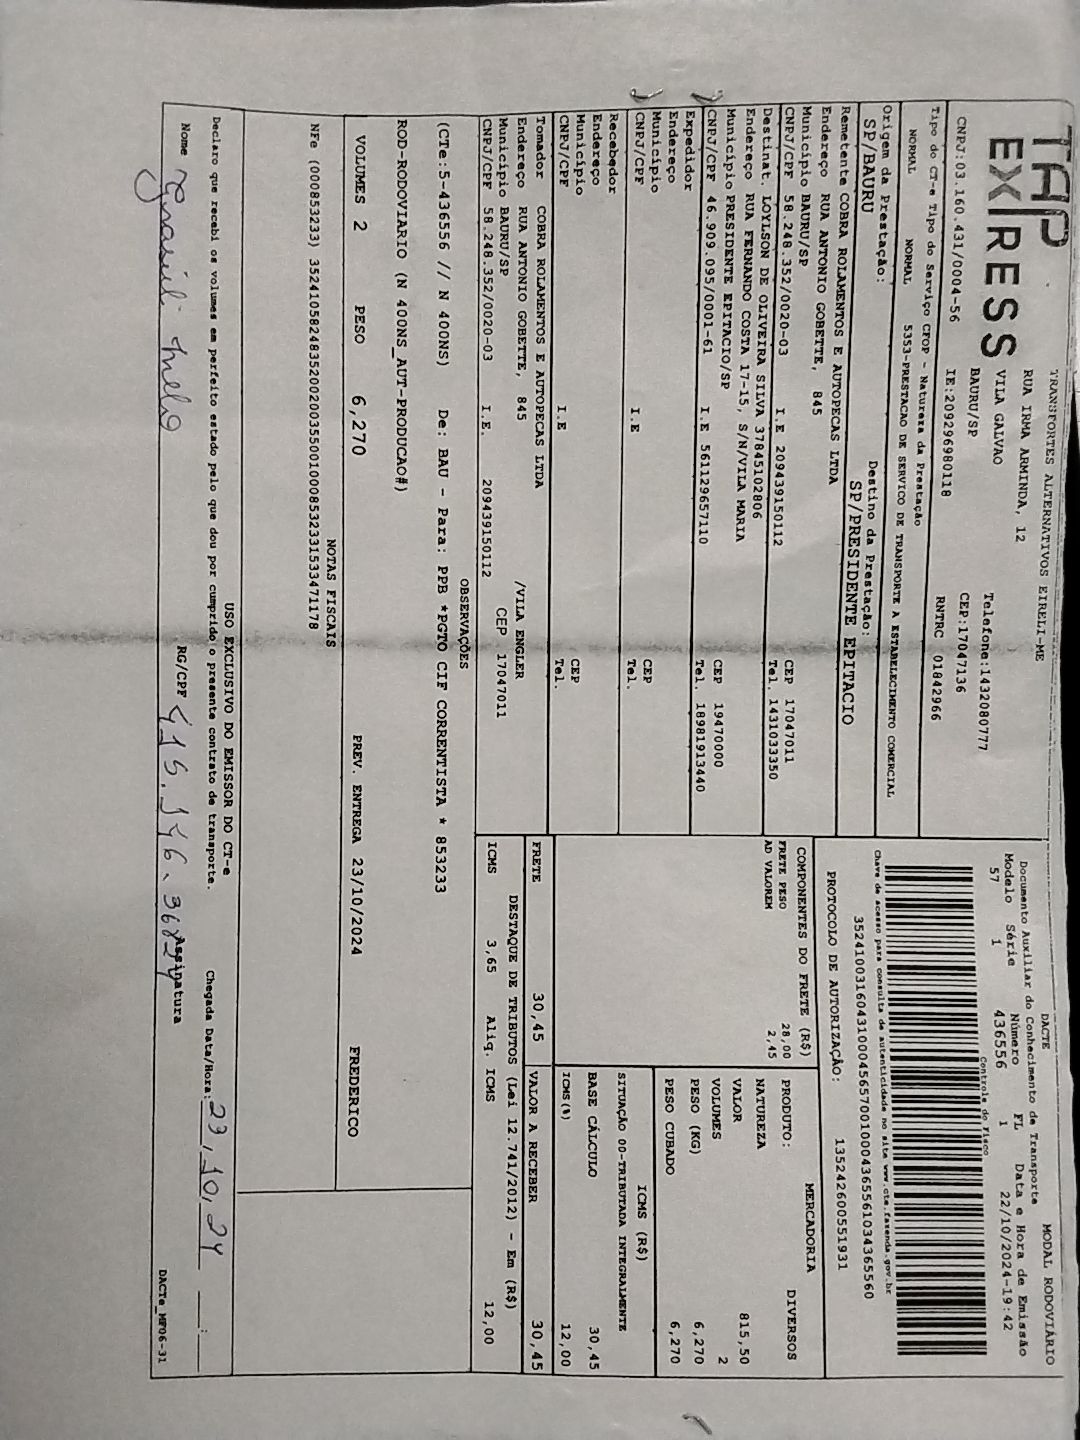 TAP EXPRESS
TRANSPORTES ALTERNATIVOS EIRELI-ME
RUA IRMA ARMINDA, 12
VILA GALVAO Telefone:1432080777
BAURU/SP CEP:17047136
CNPJ:03.160.431/0004-56 IE:209296980118 RNTRC 01842966
Tipo do CT-e Tipo do Serviço CFOP - Natureza da Prestação
NORMAL NORMAL 5353-PRESTACAO DE SERVICO DE TRANSPORTE A ESTABELECIMENTO COMERCIAL
Origem da Prestação: Destino da Prestação:
SP/BAURU SP/PRESIDENTE EPITACIO
Remetente COBRA ROLAMENTOS E AUTOPECAS LTDA
Endereço RUA ANTONIO GOBETTE, 845
Município BAURU/SP CEP 17047011
CNPJ/CPF 58.248.352/0020-03 I.E 209439150112 Tel. 1431033350
Destinat. LOYLSON DE OLIVEIRA SILVA 37845102806
Endereço RUA FERNANDO COSTA 17-15, S/N/VILA MARIA
Município PRESIDENTE EPITACIO/SP CEP 19470000
CNPJ/CPF 46.909.095/0001-61 I.E 561129657110 Tel. 18981913440
Expedidor
Endereço
Município CEP
CNPJ/CPF I.E Tel.
Recebedor
Endereço
Município CEP
CNPJ/CPF I.E Tel.
Tomador COBRA ROLAMENTOS E AUTOPECAS LTDA
Endereço RUA ANTONIO GOBETTE, 845 /VILA ENGLER
Município BAURU/SP CEP 17047011
CNPJ/CPF 58.248.352/0020-03 I.E. 209439150112
DACTE MODAL RODOVIÁRIO
Documento Auxiliar do Conhecimento de Transporte
Modelo Série Número FL Data e Hora de Emissão
57 1 436556 1 22/10/2024-19:42
Controle do Fisco
Chave de acesso para consulta de autenticidade no site www.cte.fazenda.gov.br
35241003160431000456570010004365561034365560
PROTOCOLO DE AUTORIZAÇÃO: 135242600551931
COMPONENTES DO FRETE (R$)
FRETE PESO 28,00
AD VALOREM 2,45
MERCADORIA
PRODUTO: DIVERSOS
NATUREZA
VALOR 815,50
VOLUMES 2
PESO (KG) 6,270
PESO CUBADO 6,270
ICMS (R$)
SITUAÇÃO 00-TRIBUTADA INTEGRALMENTE
BASE CÁLCULO 30,45
ICMS(%) 12,00
FRETE 30,45 VALOR A RECEBER 30,45
DESTAQUE DE TRIBUTOS (Lei 12.741/2012) - Em (R$)
ICMS 3,65 Aliq. ICMS 12,00
OBSERVAÇÕES
(CTe:5-436556 // N 400NS) De: BAU - Para: PPB *PGTO CIF CORRENTISTA * 853233
ROD-RODOVIARIO (N 400NS_AUT-PRODUCAO#)
VOLUMES 2 PESO 6,270 PREV. ENTREGA 23/10/2024 FREDERICO
NOTAS FISCAIS
NFe (000853233) 35241058248352002003550010008532331533471178
USO EXCLUSIVO DO EMISSOR DO CT-e
Declaro que recebi os volumes em perfeito estado pelo que dou por cumprido o presente contrato de transporte. Chegada Data/Hora: 23,10,24 __:__
Nome RG/CPF Assinatura
DACTe_MF06-31